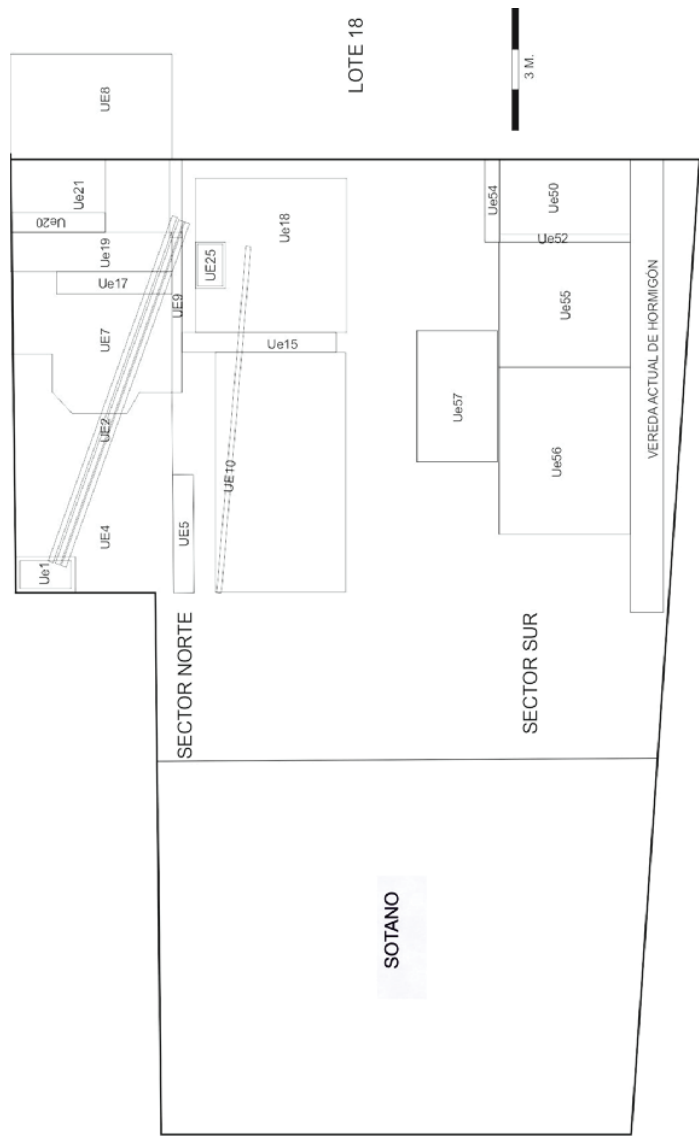 LOTE 18
3 M.
UE8
Ue21
Ue20
Ue19
Ue17
UE7
UE9
UE2
UE4
Ue1
UE5
Ue18
UE25
Ue15
UE10
Ue54
Ue50
Ue52
Ue55
Ue57
Ue56
VEREDA ACTUAL DE HORMIGÓN
SECTOR NORTE
SECTOR SUR
SOTANO